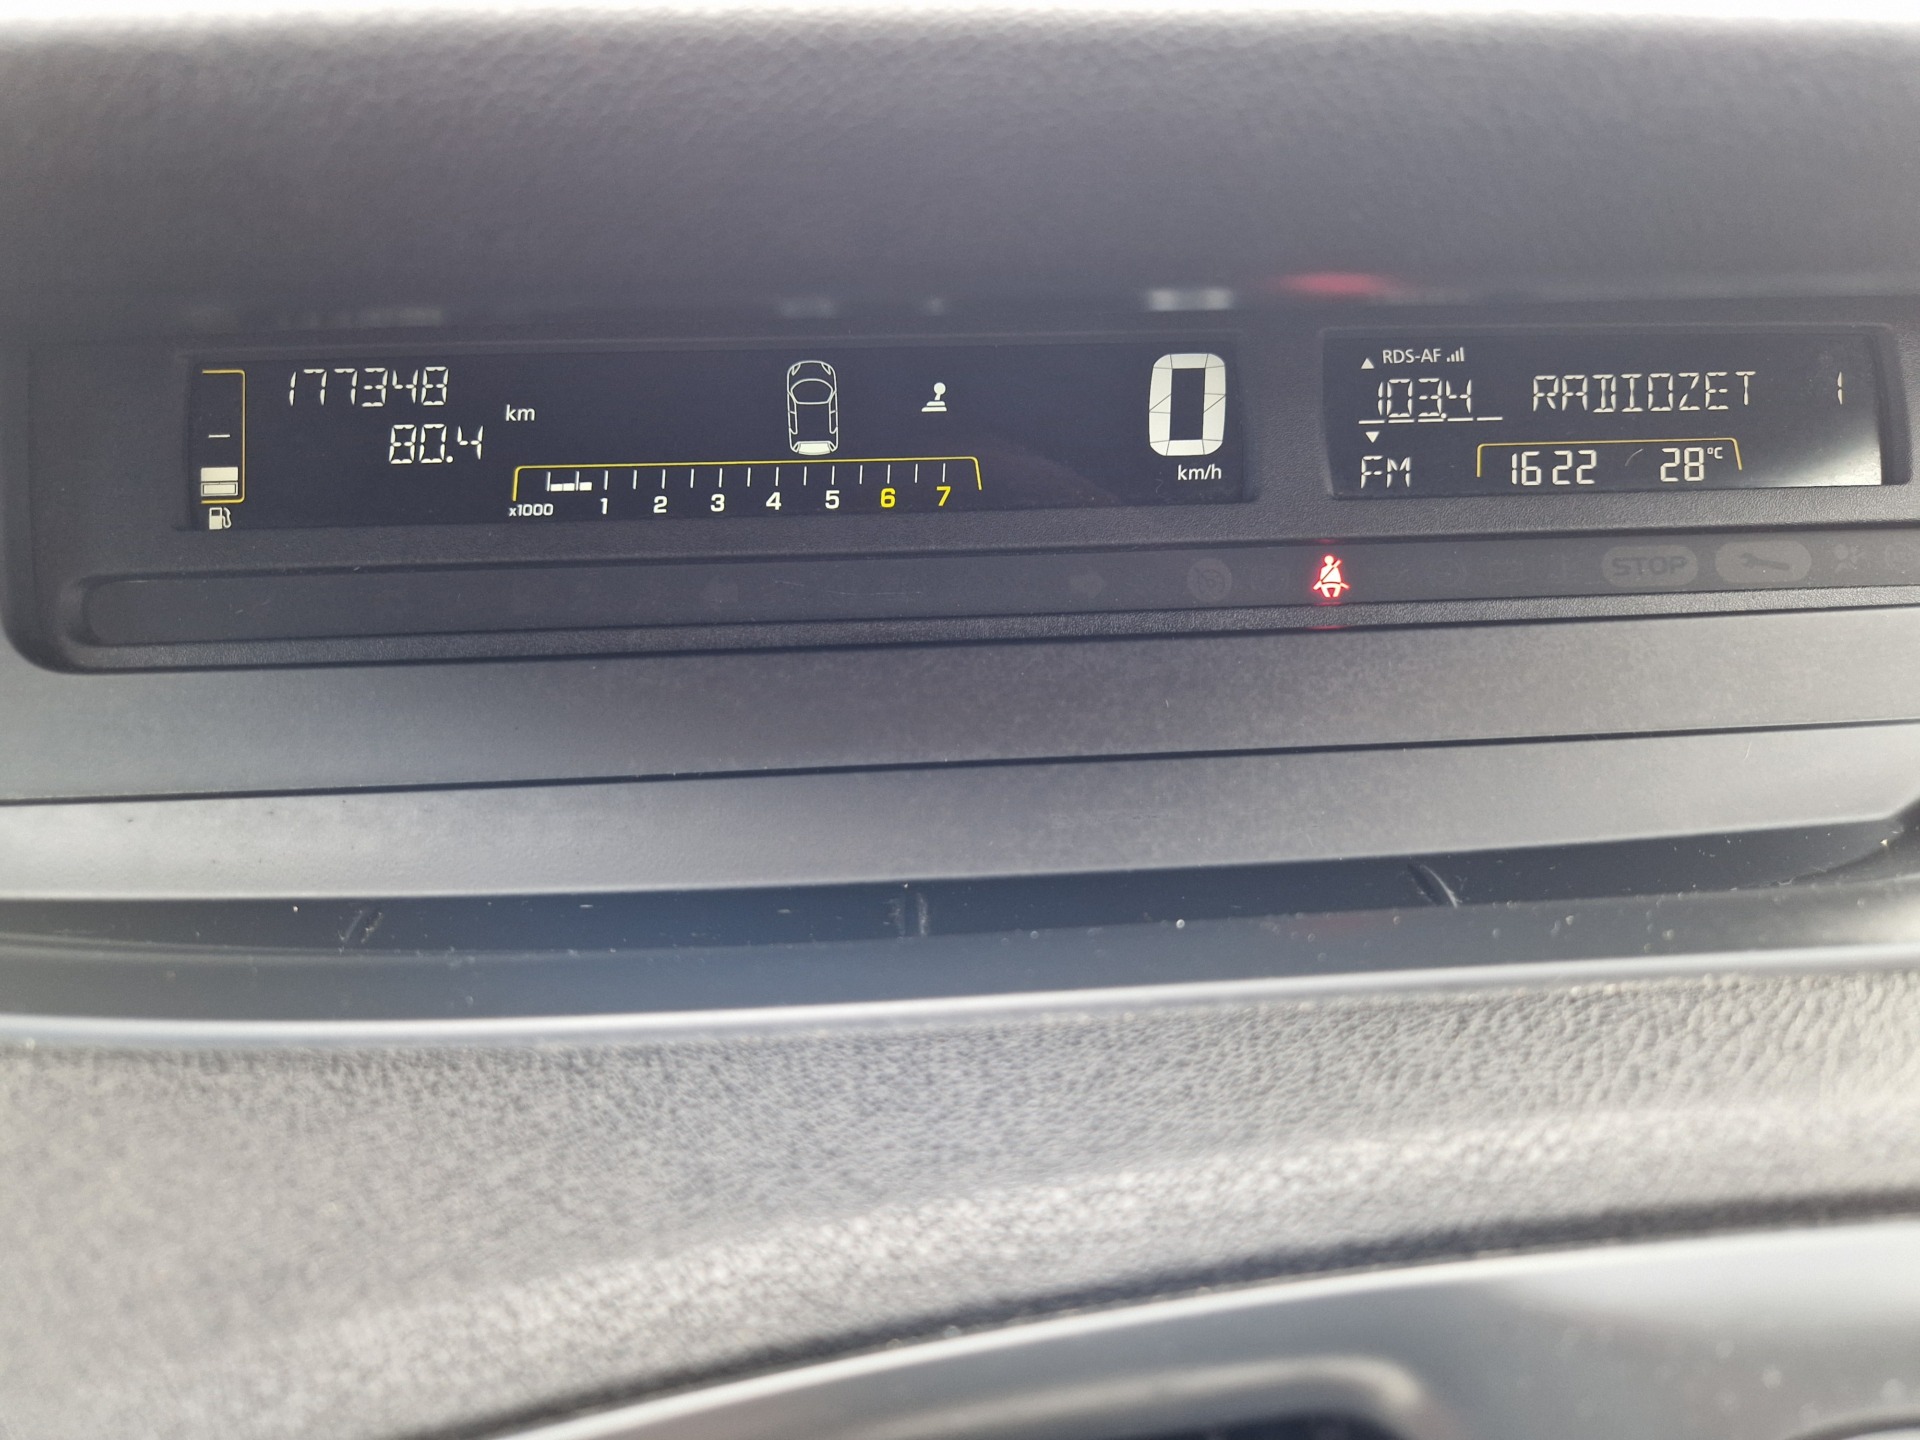 177348
80.4 km
x1000 1 2 3 4 5 6 7
0
km/h
RDS-AF
103.4 RADIOZET 1
FM 16 22 28°C
STOP